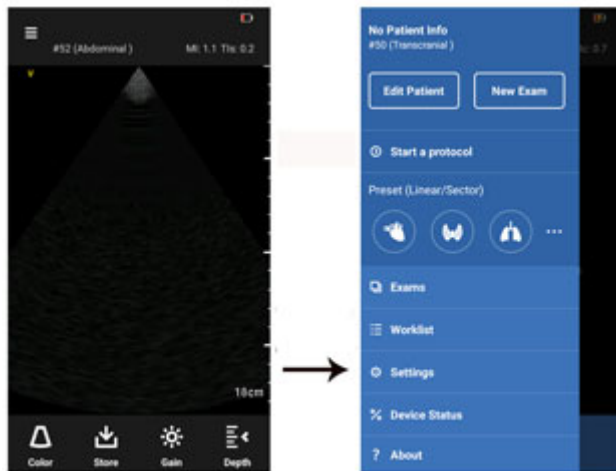 #52 (Abdominal )
MI: 1.1 TIs: 0.2
V
18cm
Color
Store
Gain
Depth
No Patient Info
#50 (Transcranial )
Edit Patient
New Exam
Start a protocol
Preset (Linear/Sector)
Exams
Worklist
Settings
Device Status
? About